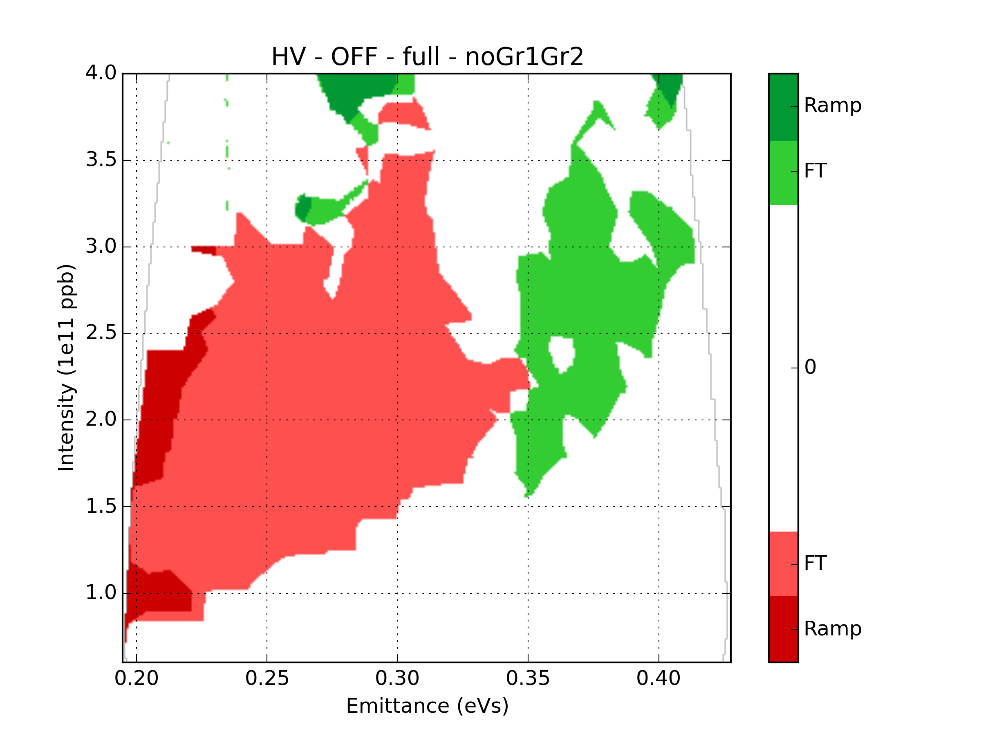 HV - OFF - full - noGr1Gr2
4.0
3.5
3.0
2.5
2.0
1.5
1.0
Intensity (1e11 ppb)
0.20 0.25 0.30 0.35 0.40
Emittance (eVs)
Ramp
FT
0
FT
Ramp